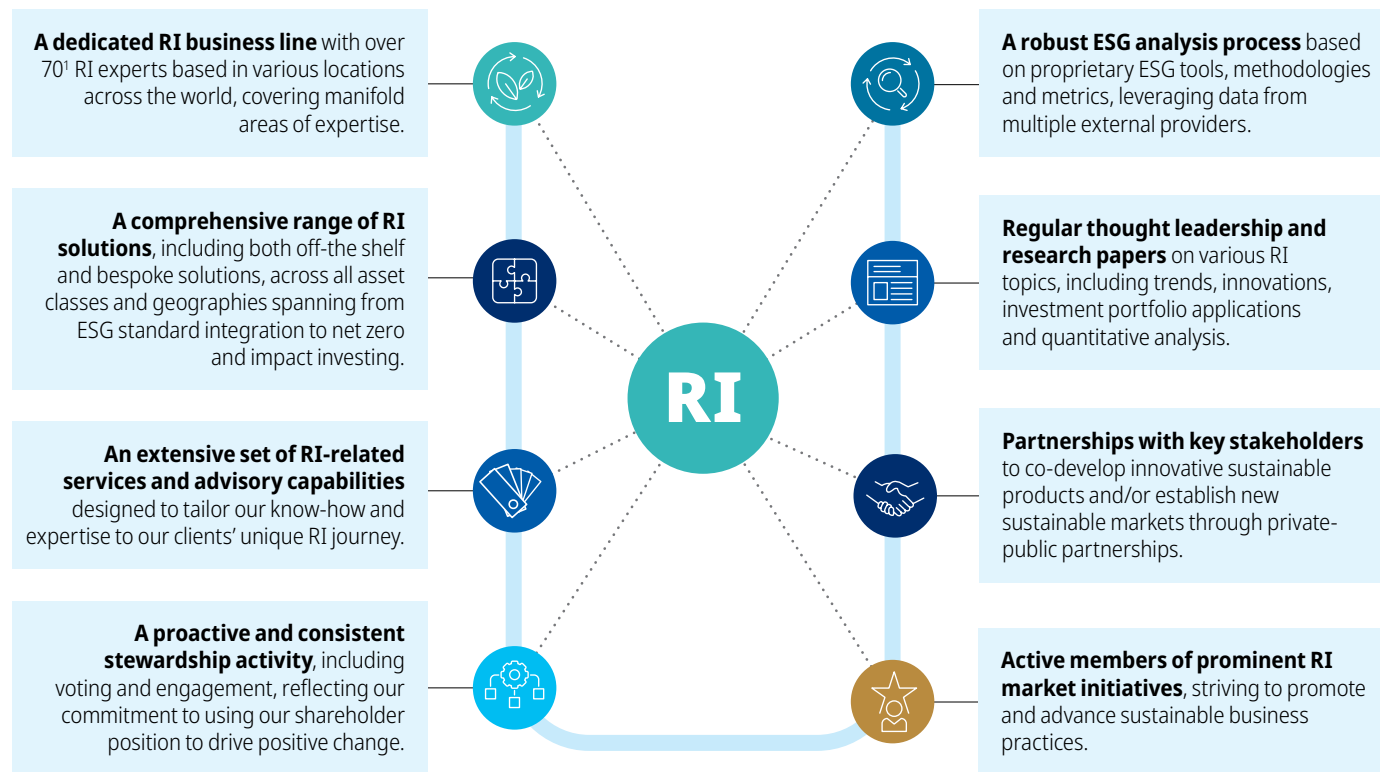 A dedicated RI business line with over
70¹ RI experts based in various locations
across the world, covering manifold
areas of expertise.
A comprehensive range of RI
solutions, including both off-the shelf
and bespoke solutions, across all asset
classes and geographies spanning from
ESG standard integration to net zero
and impact investing.
An extensive set of RI-related
services and advisory capabilities
designed to tailor our know-how and
expertise to our clients’ unique RI journey.
A proactive and consistent
stewardship activity, including
voting and engagement, reflecting our
commitment to using our shareholder
position to drive positive change.
RI
A robust ESG analysis process based
on proprietary ESG tools, methodologies
and metrics, leveraging data from
multiple external providers.
Regular thought leadership and
research papers on various RI
topics, including trends, innovations,
investment portfolio applications
and quantitative analysis.
Partnerships with key stakeholders
to co-develop innovative sustainable
products and/or establish new
sustainable markets through private-
public partnerships.
Active members of prominent RI
market initiatives, striving to promote
and advance sustainable business
practices.